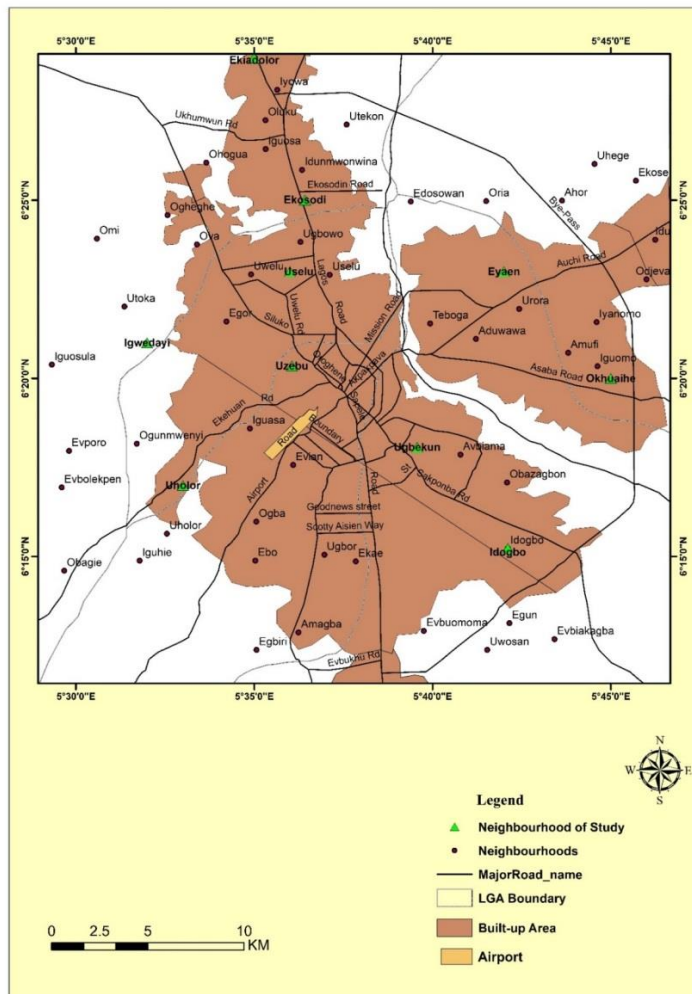 5°30'0"E 5°35'0"E 5°40'0"E 5°45'0"E
Ekiadolor
Iyowa
Oluku
Utekon
Ukhumwun Rd
Iguosa
Ohogua
Idunmwonwina
Uhege
Ekose
Ekosodin Road
6°25'0"N
Ekosodi
Edosowan
Oria
Ahor
Bye-Pass
6°25'0"N
Ogheghe
Omi
Ugbowo
Idu
Auchi Road
Uwelu
Uselu
Uselu
Lagos
Road
Eyaen
Odjeva
Utoka
Egor
Siluko
Uwelu Rd
Mission Road
Teboga
Urora
Iyanomo
Aduwawa
Igwedayi
Amufi
Iguosula
Uzebu
Iguomo
Asaba Road
6°20'0"N
Okhuaihe
6°20'0"N
Ekehuan
Rd
Iguasa
Road
Boundary
Ogunmwenyi
Evporo
Ugbekun
Evian
St
Sakponba Rd
Obazagbon
Evbolekpen
Uholor
Airport
Road
Goodnews street
Ogba
Scotty Aisien Way
Uholor
Idogbo
6°15'0"N
Iguhie
Ebo
Ugbor
Ekae
Idogbo
6°15'0"N
Obagie
Amagba
Evbuomoma
Egun
Evbiakagba
Egbiri
Evbukhu Rd
Uwosan
5°30'0"E 5°35'0"E 5°40'0"E 5°45'0"E
N
W E
S
Legend
Neighbourhood of Study
Neighbourhoods
MajorRoad_name
LGA Boundary
Built-up Area
Airport
0 2.5 5 10
KM